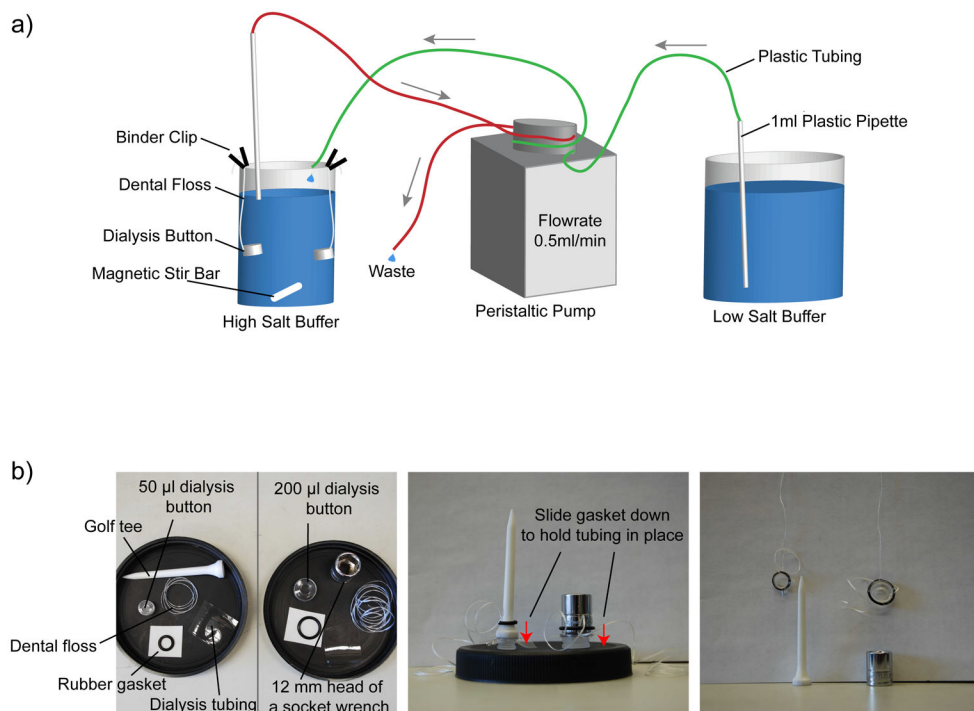 a)
Plastic Tubing
1ml Plastic Pipette
Binder Clip
Dental Floss
Dialysis Button
Magnetic Stir Bar
Flowrate
0.5ml/min
Waste
High Salt Buffer
Peristaltic Pump
Low Salt Buffer
b)
50 µl dialysis
button
200 µl dialysis
button
Golf tee
Dental floss
Rubber gasket
Dialysis tubing
12 mm head of
a socket wrench
Slide gasket down
to hold tubing in place